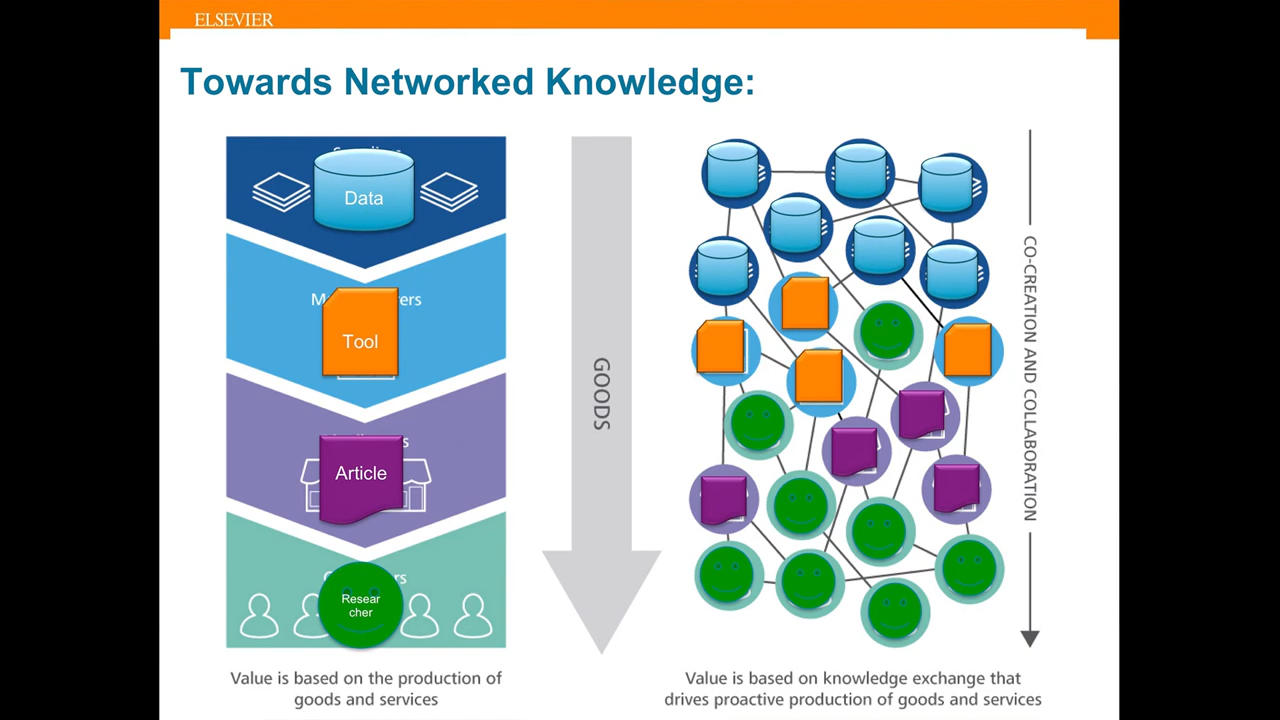 ELSEVIER
Towards Networked Knowledge:
Data
Tool
Article
Resear
cher
GOODS
CO-CREATION AND COLLABORATION
Value is based on the production of
goods and services
Value is based on knowledge exchange that
drives proactive production of goods and services